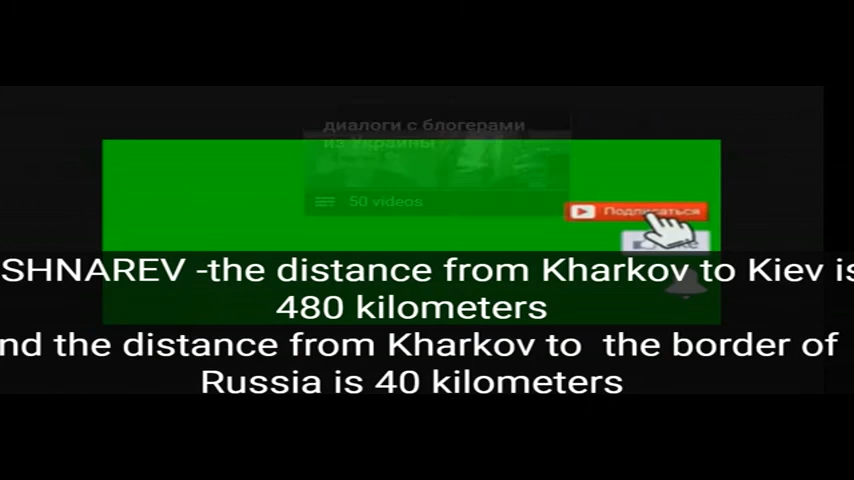 диалоги с блогерами
из Украины
50 videos
Подписаться
SHNAREV -the distance from Kharkov to Kiev is
480 kilometers
nd the distance from Kharkov to the border of
Russia is 40 kilometers